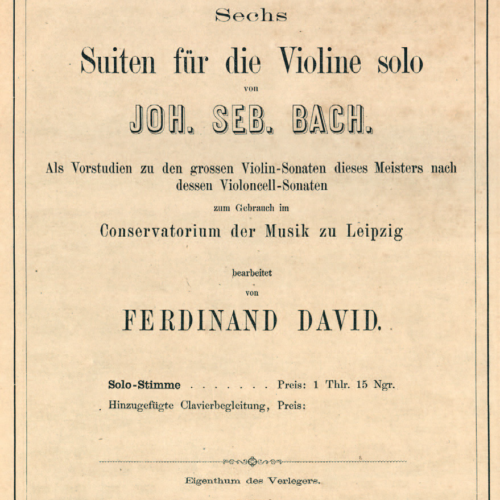 Sechs
Suiten für die Violine solo
von
JOH. SEB. BACH.
Als Vorstudien zu den grossen Violin-Sonaten dieses Meisters nach
dessen Violoncell-Sonaten
zum Gebrauch im
Conservatorium der Musik zu Leipzig
bearbeitet
von
FERDINAND DAVID.
Solo-Stimme . . . . . . . Preis: 1 Thlr. 15 Ngr.
Hinzugefügte Clavierbegleitung, Preis:
Eigenthum des Verlegers.